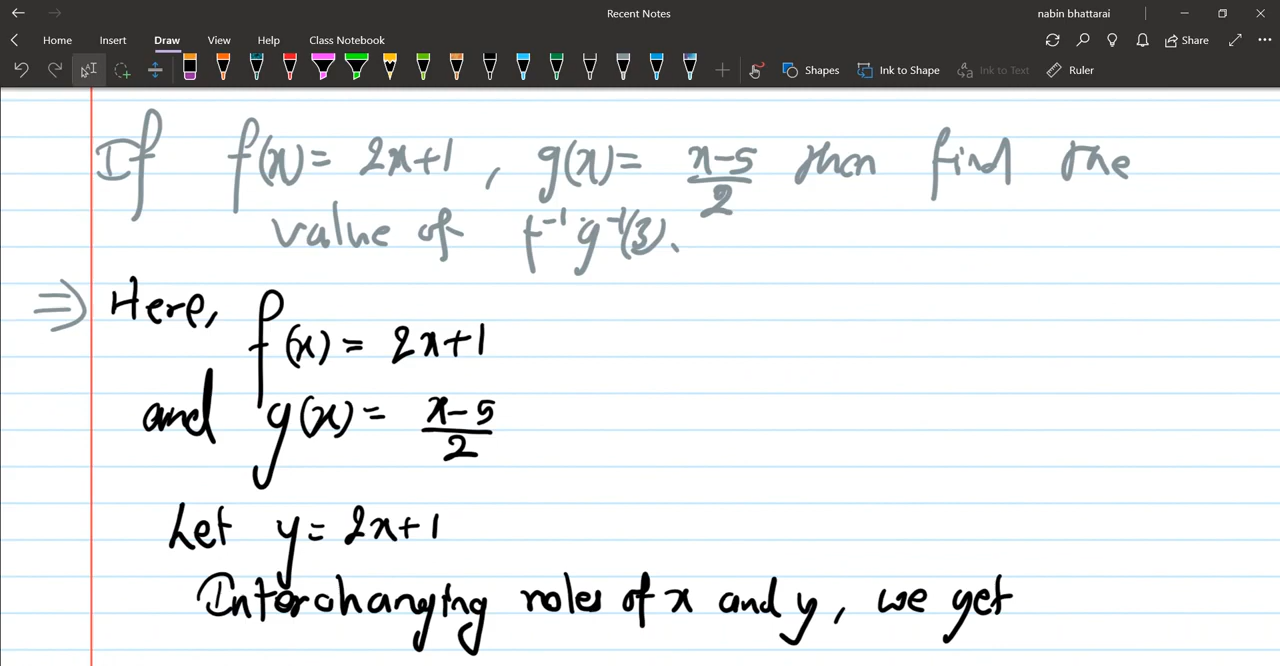 Recent Notes
nabin bhattarai
Home Insert Draw View Help Class Notebook
Share
Shapes Ink to Shape Ink to Text Ruler
If f(x) = 2x+1, g(x) = x-5/2 then find the
value of f⁻¹g⁻¹(3).
⇒ Here, f(x) = 2x+1
and g(x) = x-5/2
Let y = 2x+1
Interchanging roles of x and y, we get